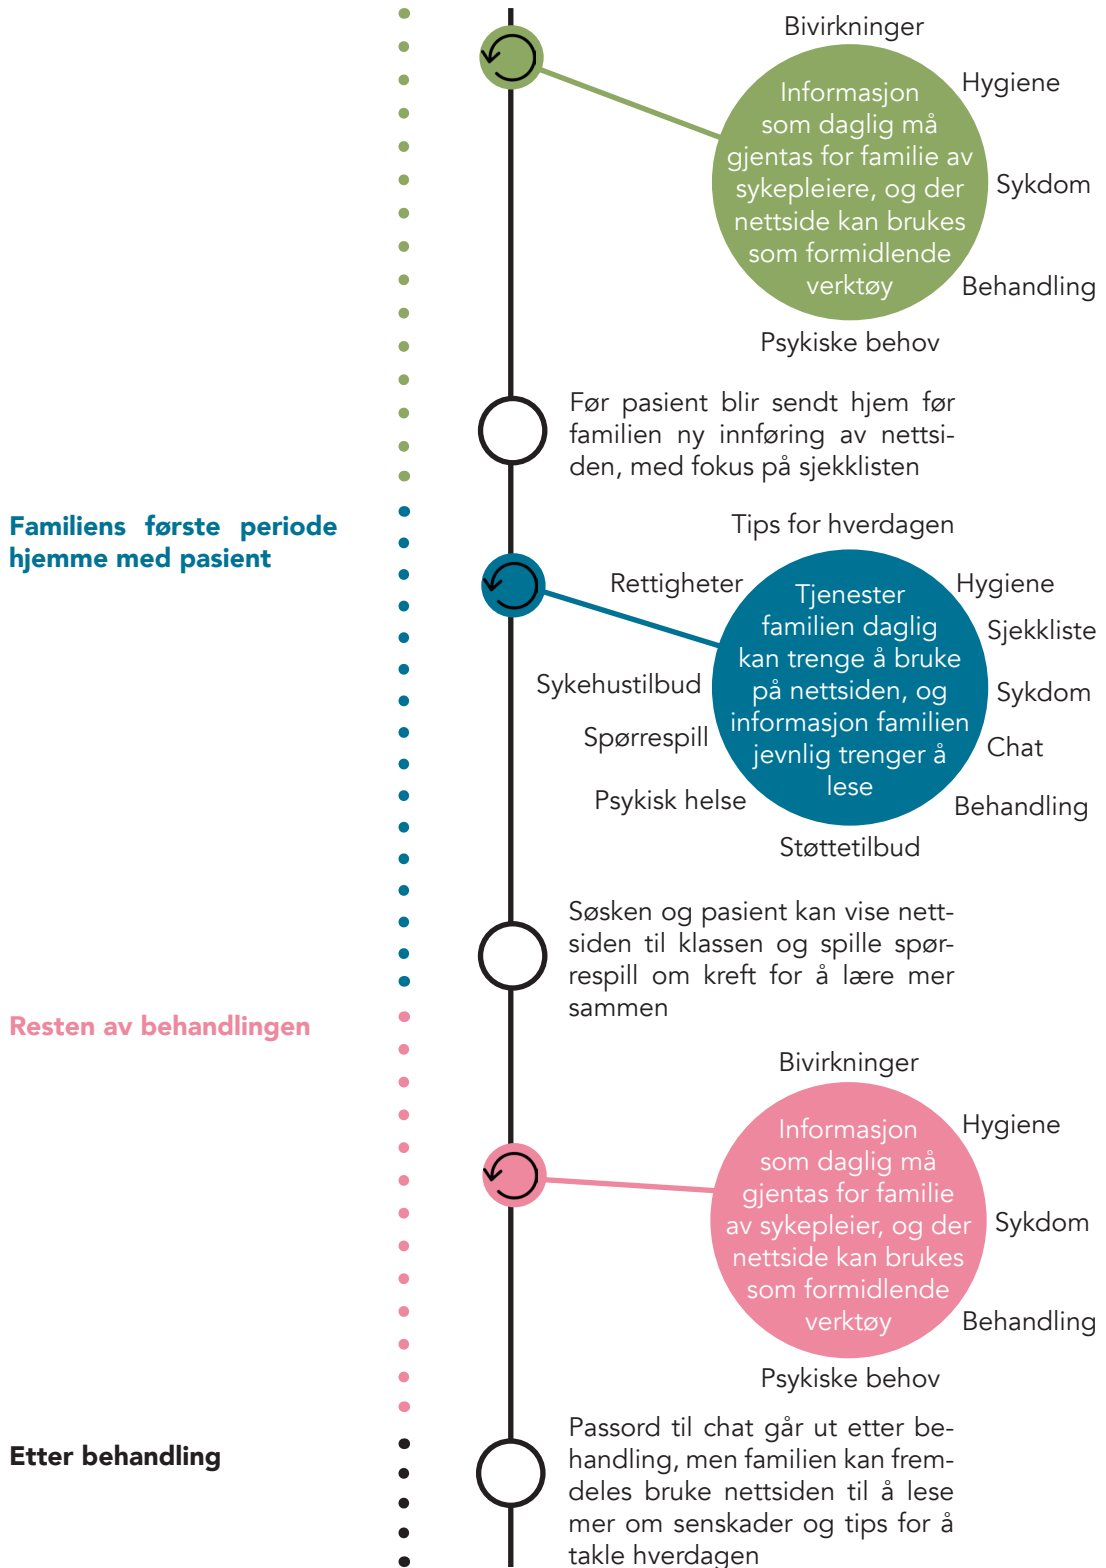 Bivirkninger
Hygiene
Informasjon
som daglig må
gjentas for familie av
sykepleiere, og der
nettside kan brukes
som formidlende
verktøy
Sykdom
Behandling
Psykiske behov
Før pasient blir sendt hjem før
familien ny innføring av nettsi-
den, med fokus på sjekklisten
Familiens første periode
hjemme med pasient
Tips for hverdagen
Rettigheter
Hygiene
Tjenester
familien daglig
kan trenge å bruke
på nettsiden, og
informasjon familien
jevnlig trenger å
lese
Sjekkliste
Sykehustilbud
Sykdom
Spørrespill
Chat
Psykisk helse
Behandling
Støttetilbud
Søsken og pasient kan vise nett-
siden til klassen og spille spør-
respill om kreft for å lære mer
sammen
Resten av behandlingen
Bivirkninger
Hygiene
Informasjon
som daglig må
gjentas for familie
av sykepleier, og der
nettside kan brukes
som formidlende
verktøy
Sykdom
Behandling
Psykiske behov
Etter behandling
Passord til chat går ut etter be-
handling, men familien kan frem-
deles bruke nettsiden til å lese
mer om senskader og tips for å
takle hverdagen